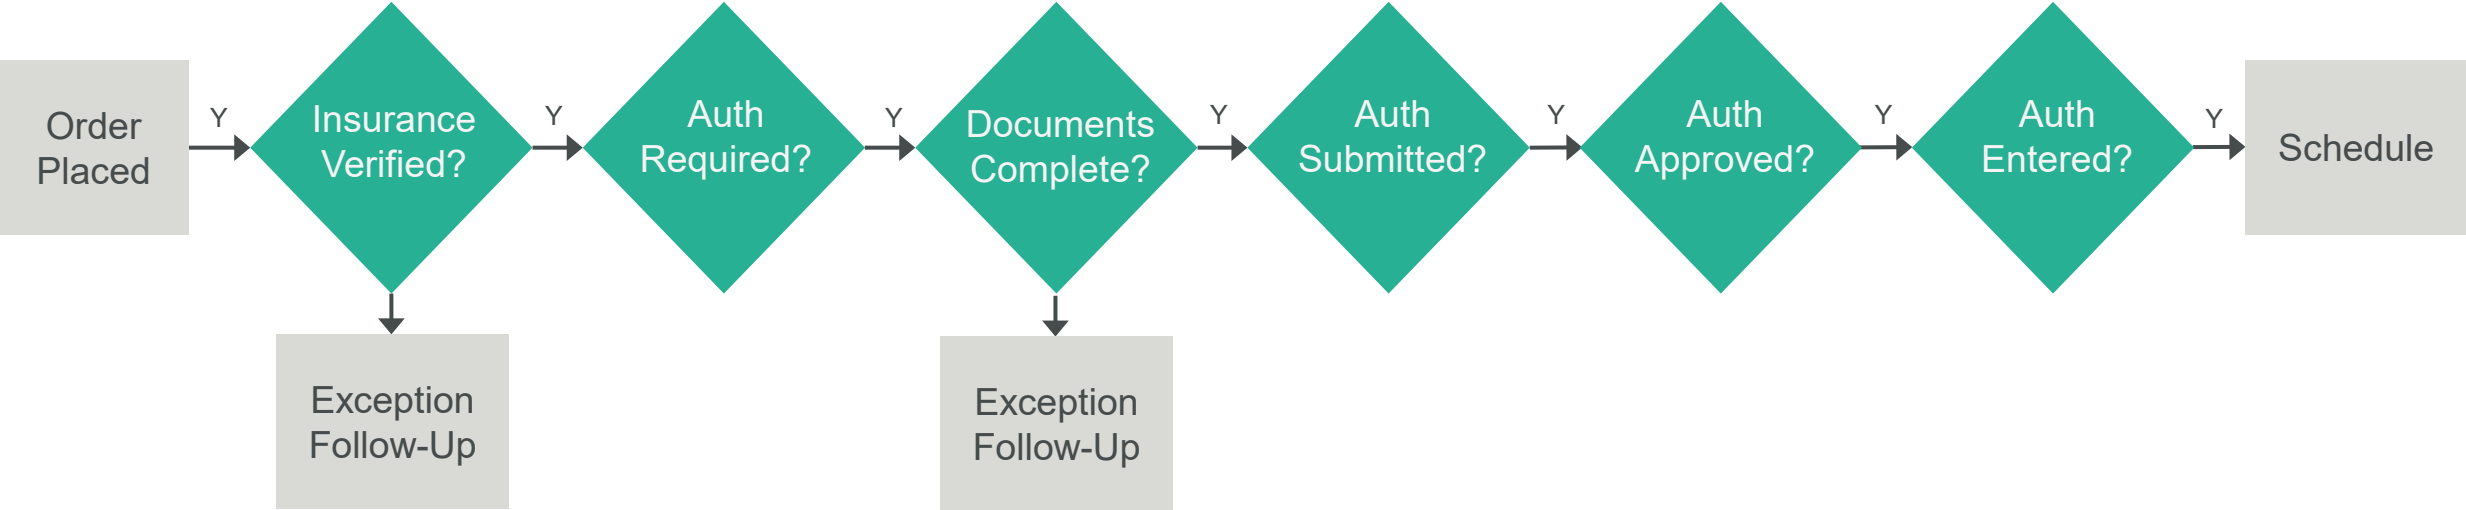 Order
Placed
Y
Insurance
Verified?
Y
Auth
Required?
Y
Documents
Complete?
Y
Auth
Submitted?
Y
Auth
Approved?
Y
Auth
Entered?
Y
Schedule
Exception
Follow-Up
Exception
Follow-Up